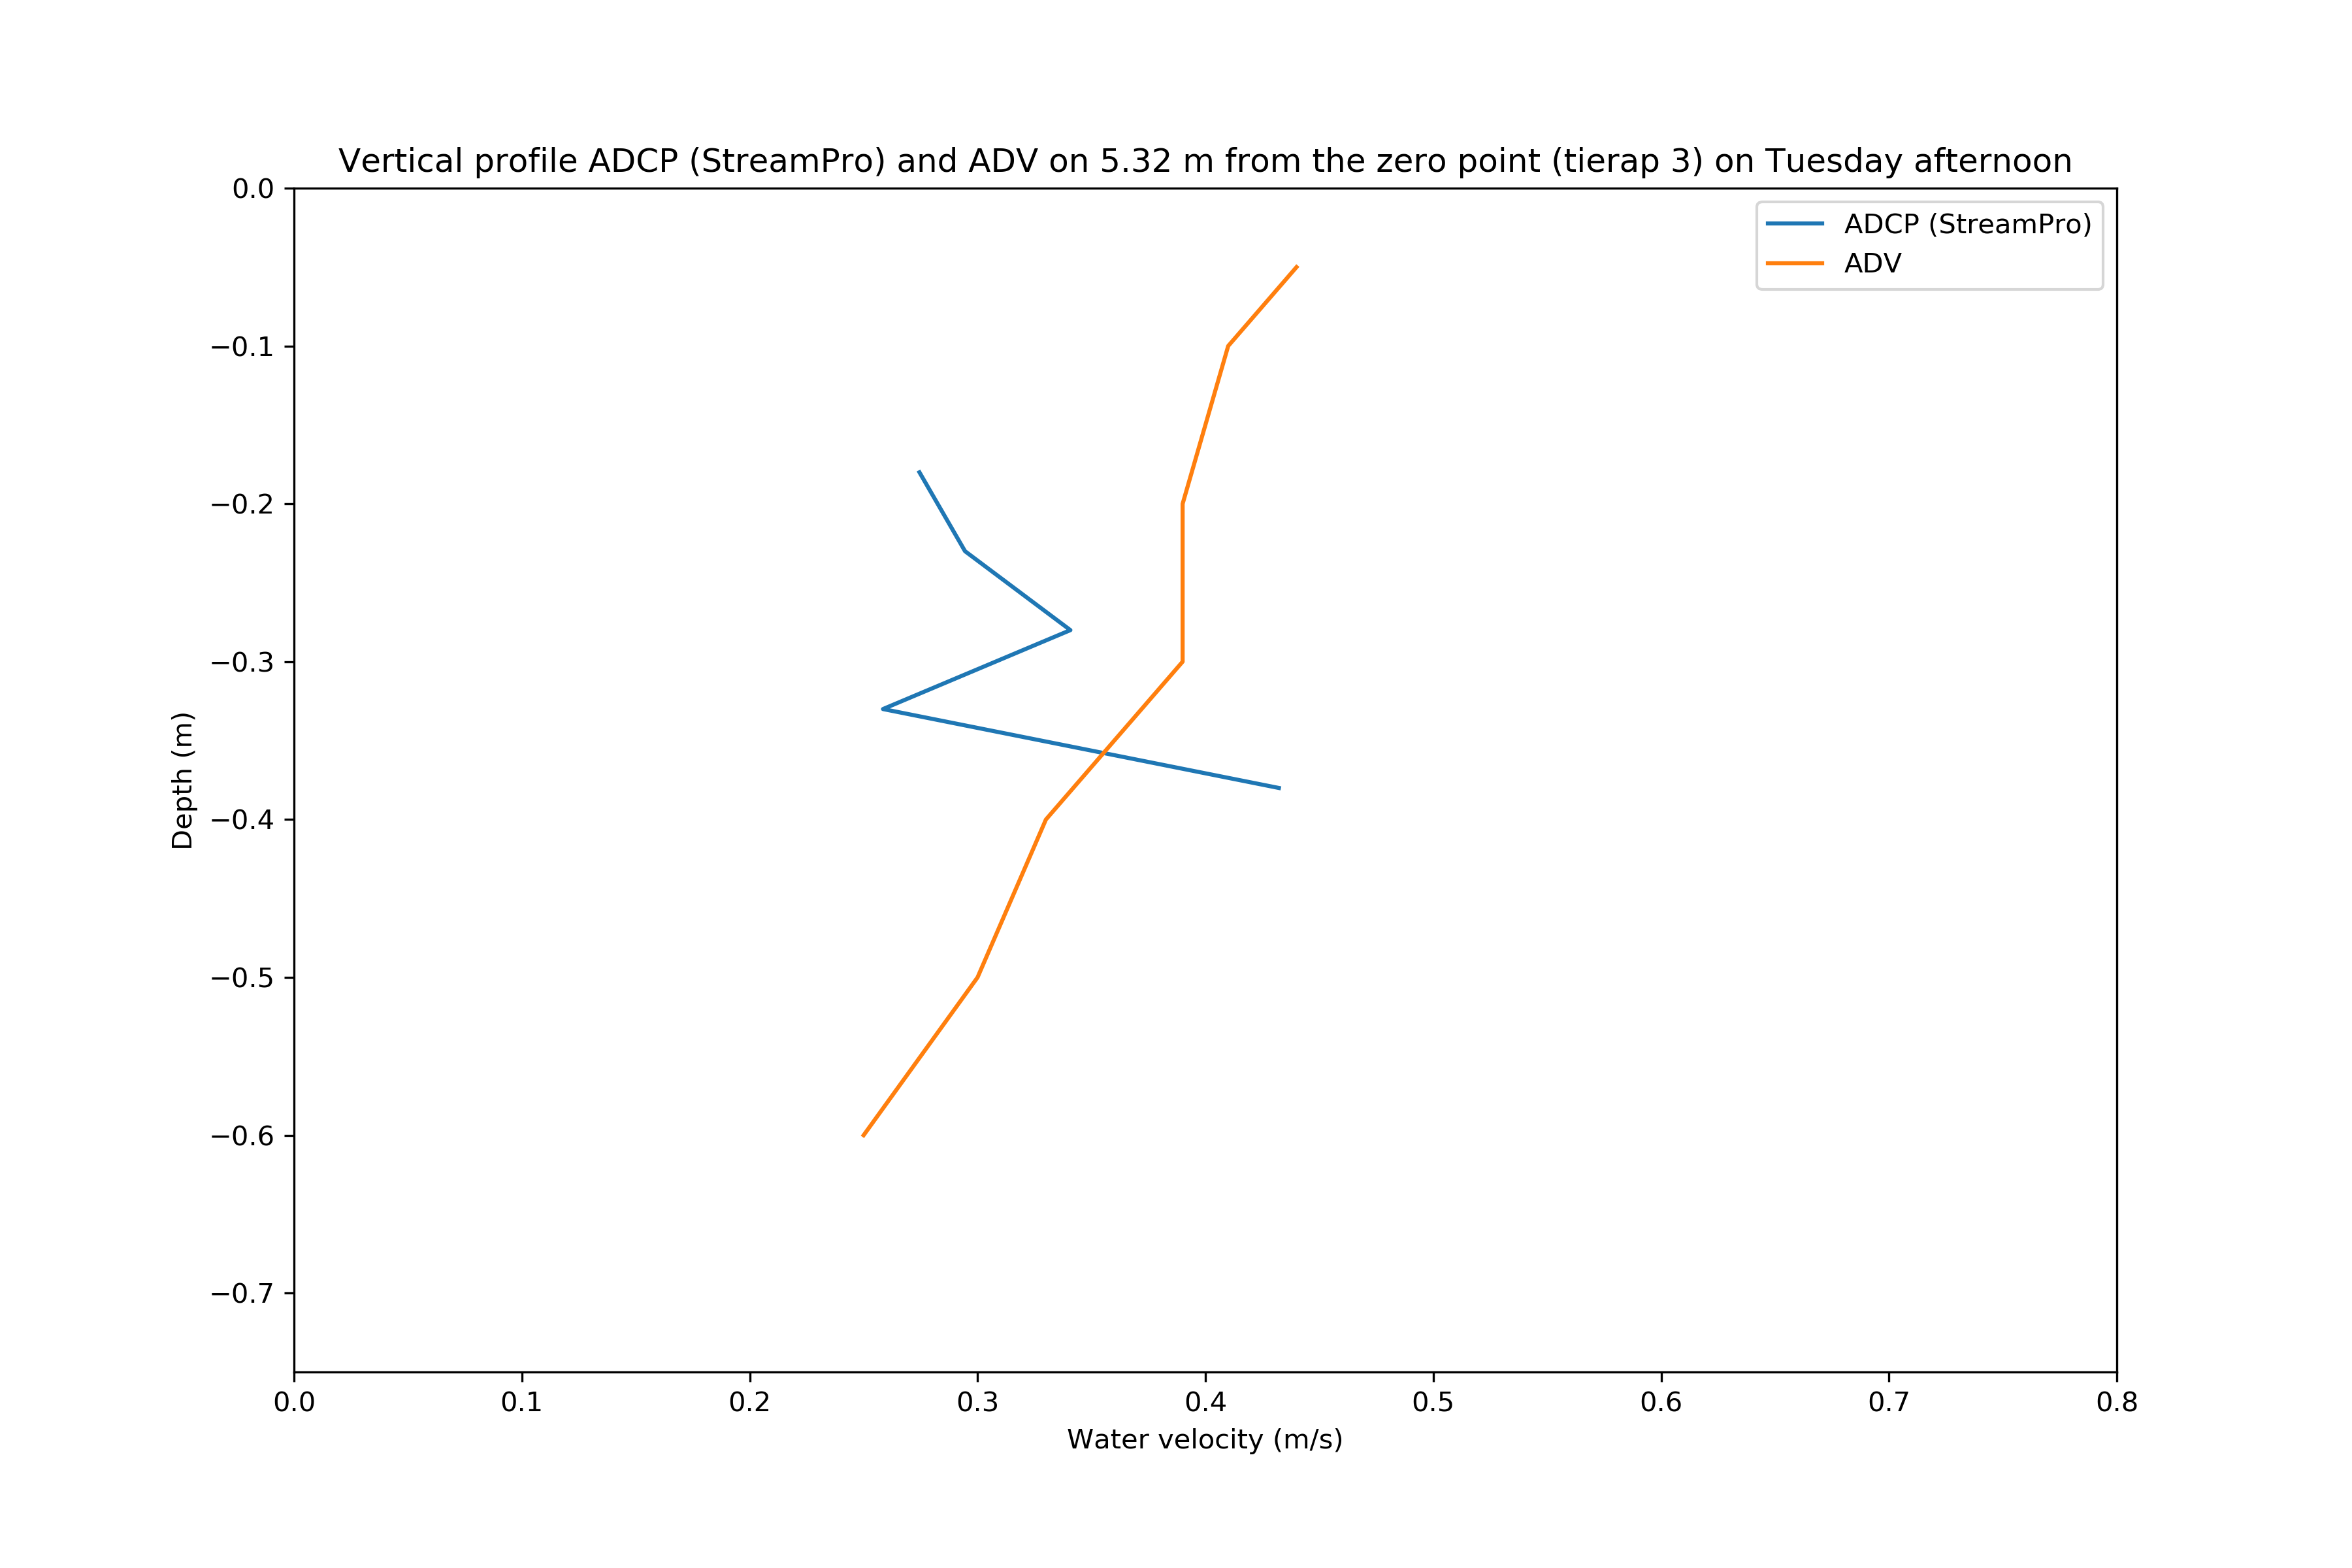 Vertical profile ADCP (StreamPro) and ADV on 5.32 m from the zero point (tierap 3) on Tuesday afternoon
0.0
ADCP (StreamPro)
ADV
−0.1
−0.2
−0.3
Depth (m)
−0.4
−0.5
−0.6
−0.7
0.0 0.1 0.2 0.3 0.4 0.5 0.6 0.7 0.8
Water velocity (m/s)